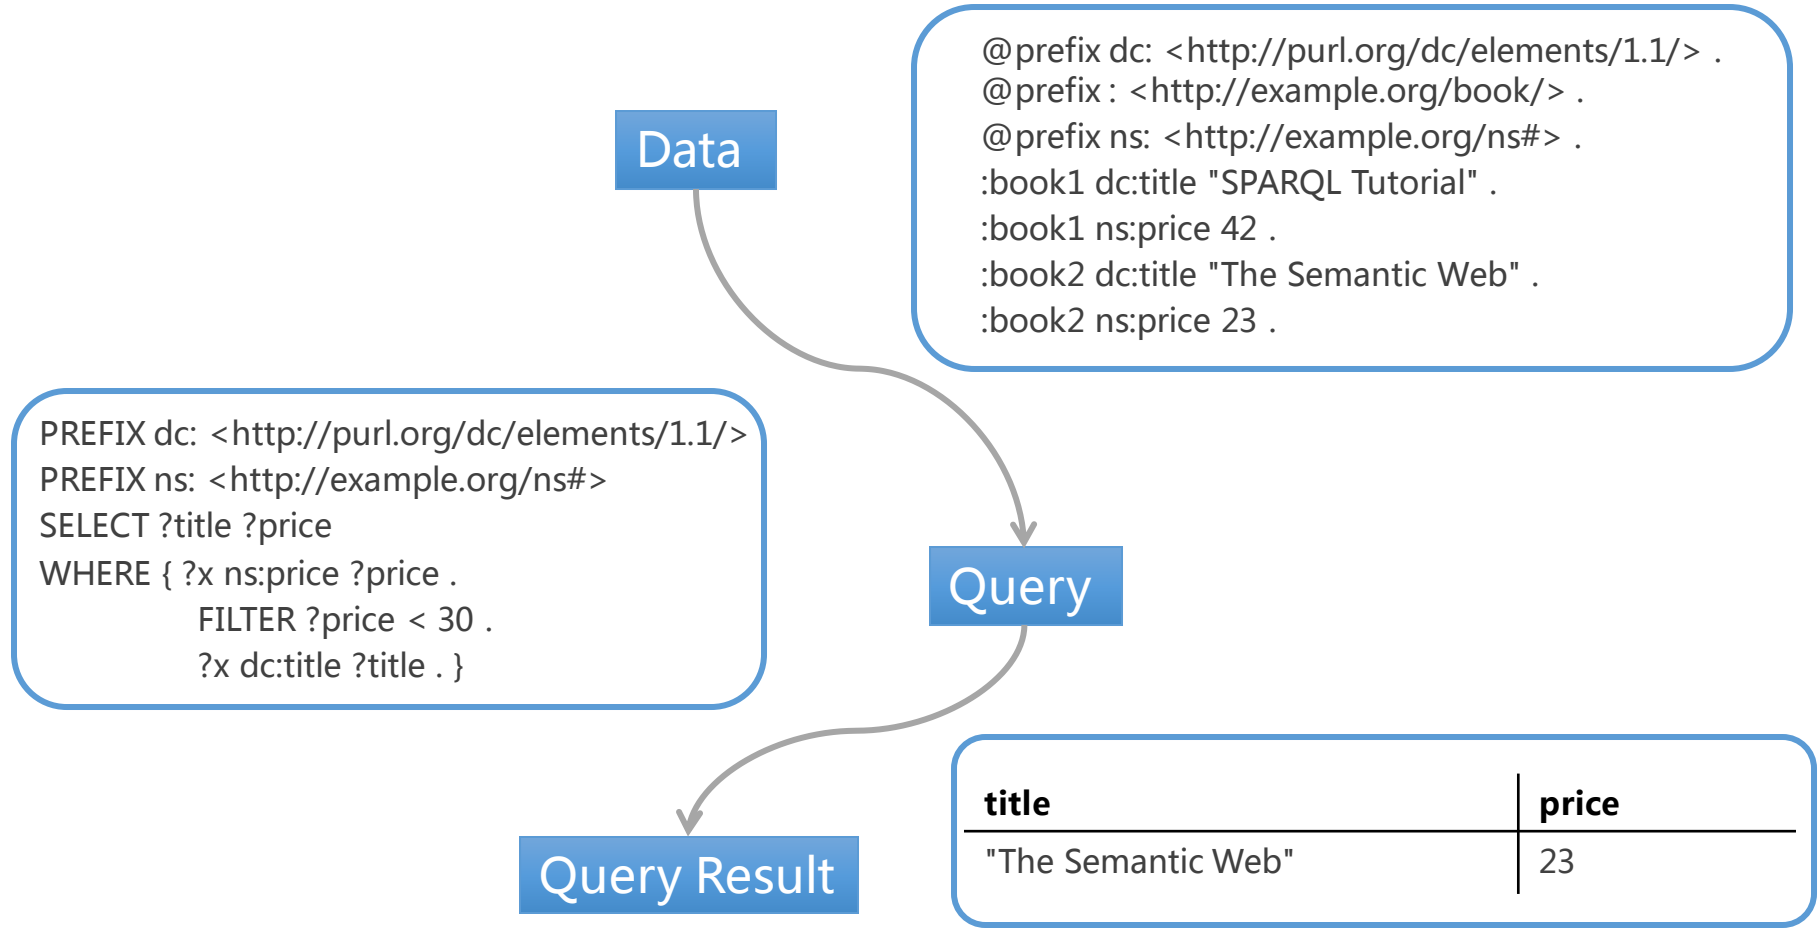 Data
@prefix dc: <http://purl.org/dc/elements/1.1/> .
@prefix : <http://example.org/book/> .
@prefix ns: <http://example.org/ns#> .
:book1 dc:title "SPARQL Tutorial" .
:book1 ns:price 42 .
:book2 dc:title "The Semantic Web" .
:book2 ns:price 23 .
PREFIX dc: <http://purl.org/dc/elements/1.1/>
PREFIX ns: <http://example.org/ns#>
SELECT ?title ?price
WHERE { ?x ns:price ?price .
FILTER ?price < 30 .
?x dc:title ?title . }
Query
Query Result
title price
"The Semantic Web" 23